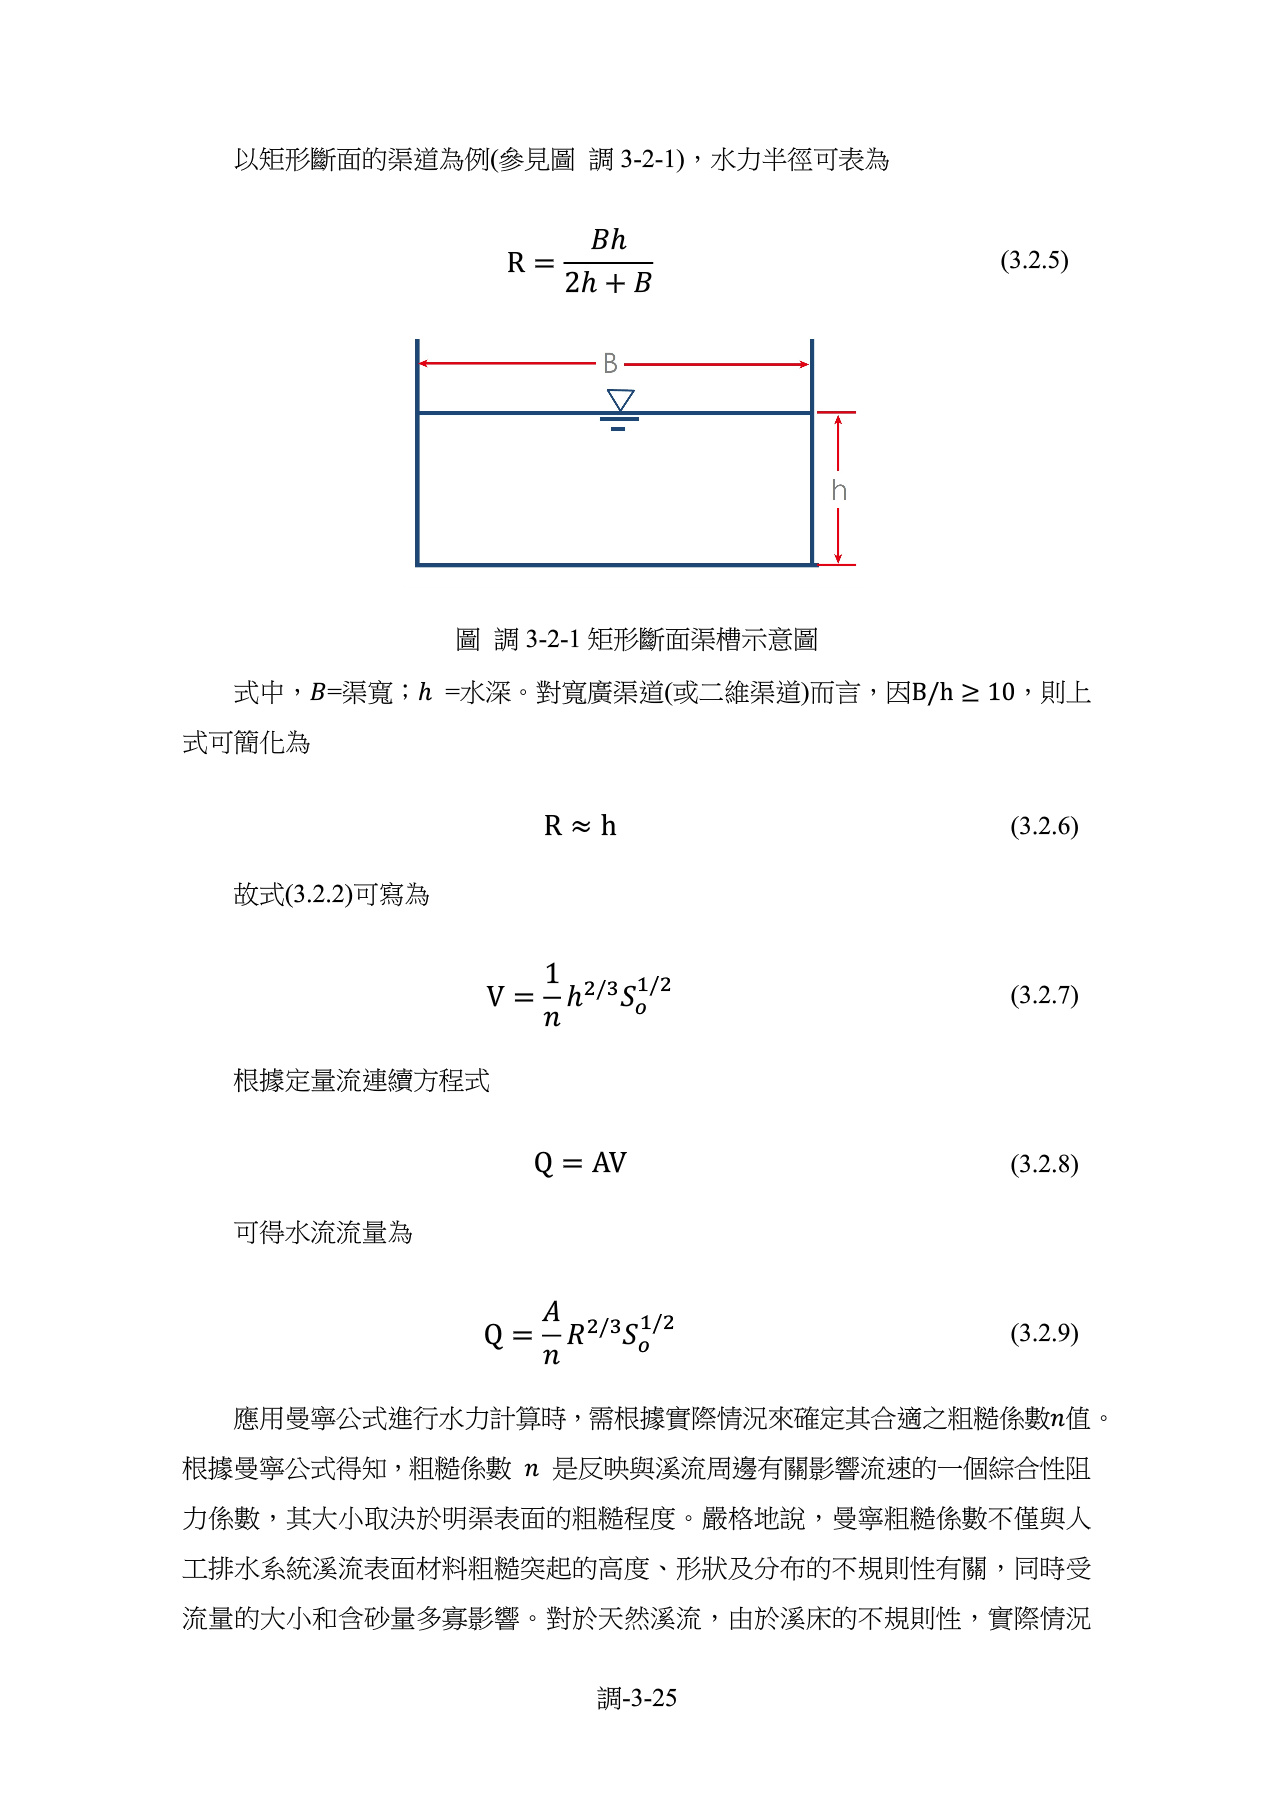 以矩形斷面的渠道為例(參見圖 調 3-2-1)，水力半徑可表為
R = Bh / (2h + B) (3.2.5)
B
h
圖 調 3-2-1 矩形斷面渠槽示意圖
式中，B=渠寬；h =水深。對寬廣渠道(或二維渠道)而言，因B/h ≥ 10，則上
式可簡化為
R ≈ h (3.2.6)
故式(3.2.2)可寫為
V = 1/n h^{2/3} S_o^{1/2} (3.2.7)
根據定量流連續方程式
Q = AV (3.2.8)
可得水流流量為
Q = A/n R^{2/3} S_o^{1/2} (3.2.9)
應用曼寧公式進行水力計算時，需根據實際情況來確定其合適之粗糙係數n值。
根據曼寧公式得知，粗糙係數 n 是反映與溪流周邊有關影響流速的一個綜合性阻
力係數，其大小取決於明渠表面的粗糙程度。嚴格地說，曼寧粗糙係數不僅與人
工排水系統溪流表面材料粗糙突起的高度、形狀及分布的不規則性有關，同時受
流量的大小和含砂量多寡影響。對於天然溪流，由於溪床的不規則性，實際情況
調-3-25